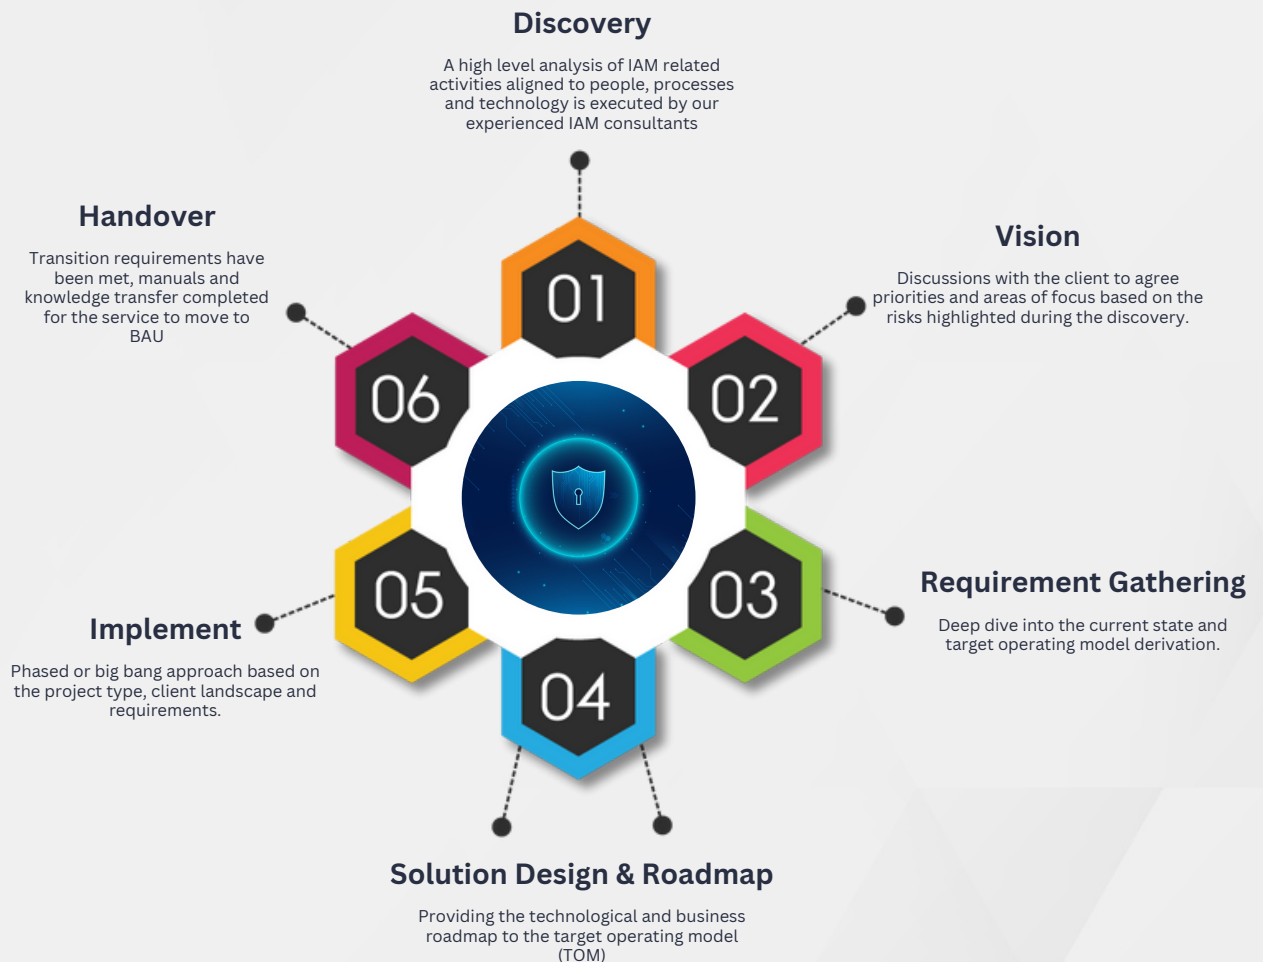 Discovery
A high level analysis of IAM related
activities aligned to people, processes
and technology is executed by our
experienced IAM consultants
01
Vision
Discussions with the client to agree
priorities and areas of focus based on the
risks highlighted during the discovery.
02
Requirement Gathering
Deep dive into the current state and
target operating model derivation.
03
04
Solution Design & Roadmap
Providing the technological and business
roadmap to the target operating model
(TOM)
05
Implement
Phased or big bang approach based on
the project type, client landscape and
requirements.
06
Handover
Transition requirements have
been met, manuals and
knowledge transfer completed
for the service to move to
BAU